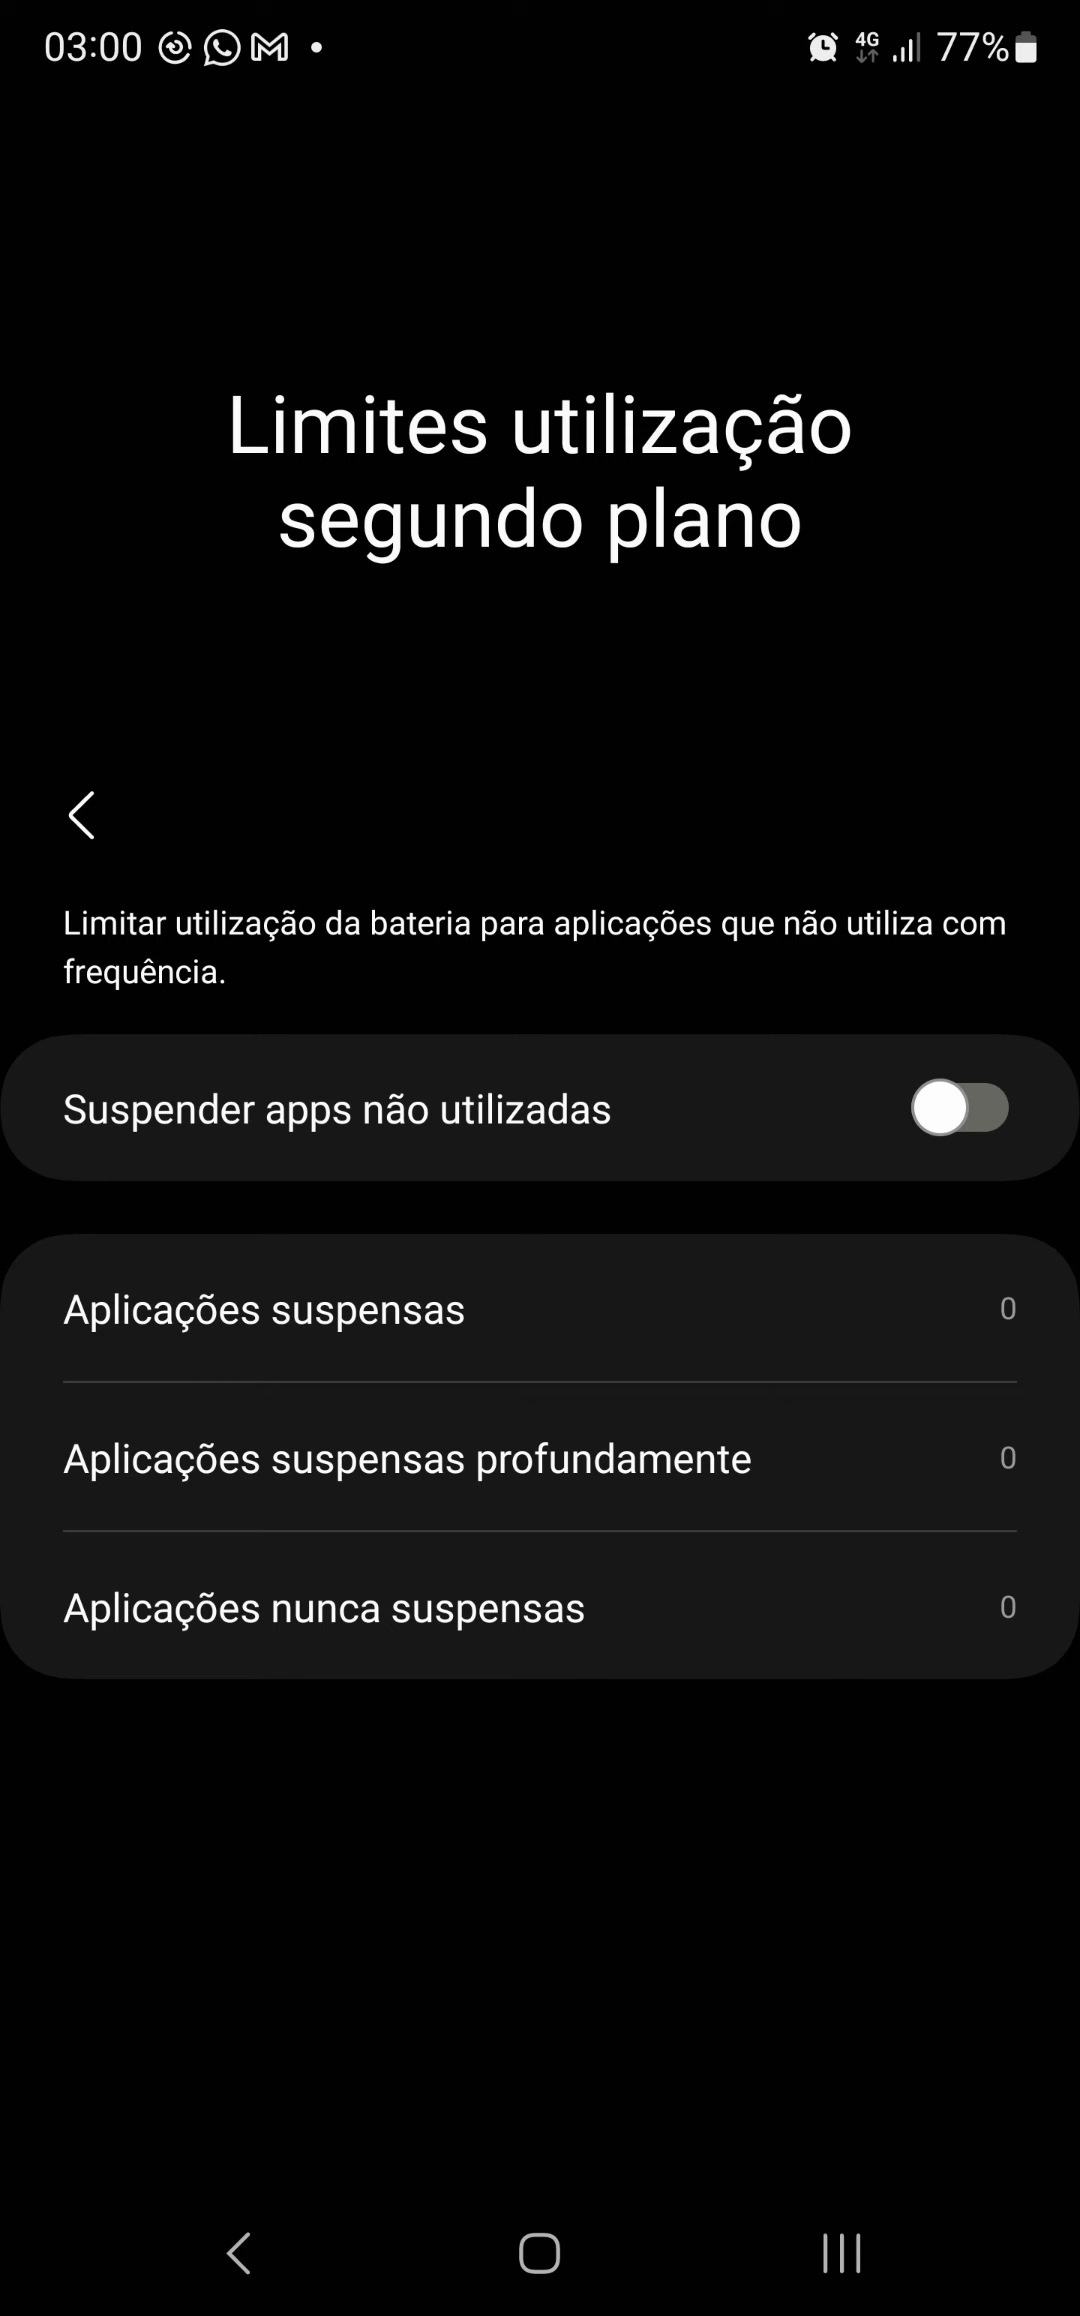 03:00
4G
77%
Limites utilização
segundo plano
Limitar utilização da bateria para aplicações que não utiliza com
frequência.
Suspender apps não utilizadas
Aplicações suspensas 0
Aplicações suspensas profundamente 0
Aplicações nunca suspensas 0